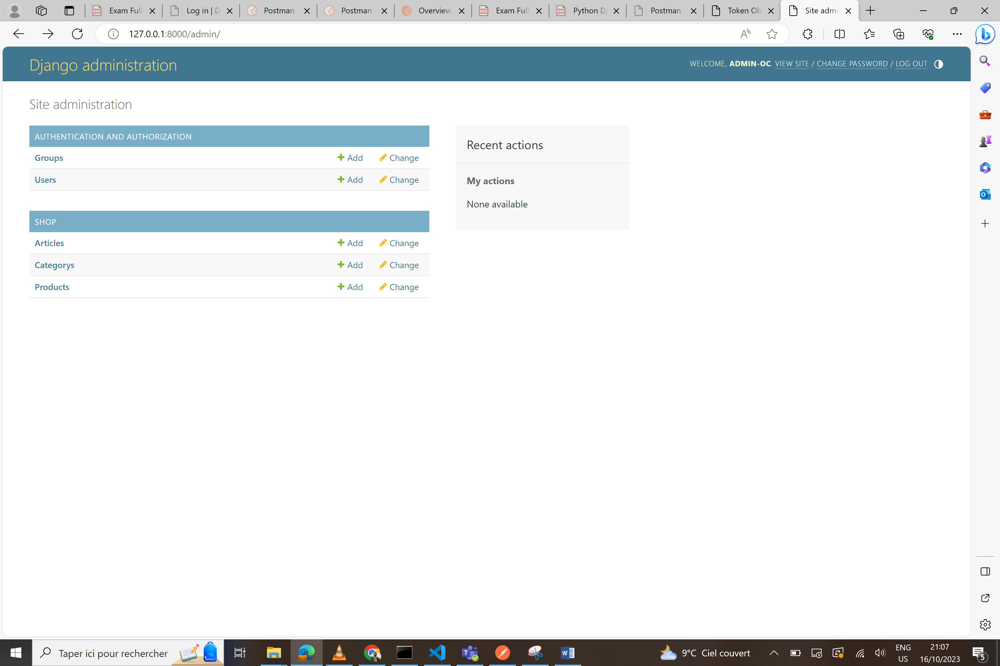 Exam Full
Log in | D
Postman
Postman
Overview
Exam Full
Python Dj
Postman
Token Ob
Site admi
127.0.0.1:8000/admin/
Django administration
WELCOME, ADMIN-OC. VIEW SITE / CHANGE PASSWORD / LOG OUT
Site administration
AUTHENTICATION AND AUTHORIZATION
Groups Add Change
Users Add Change
SHOP
Articles Add Change
Categorys Add Change
Products Add Change
Recent actions
My actions
None available
Taper ici pour rechercher
9°C Ciel couvert
ENG
US
21:07
16/10/2023
5